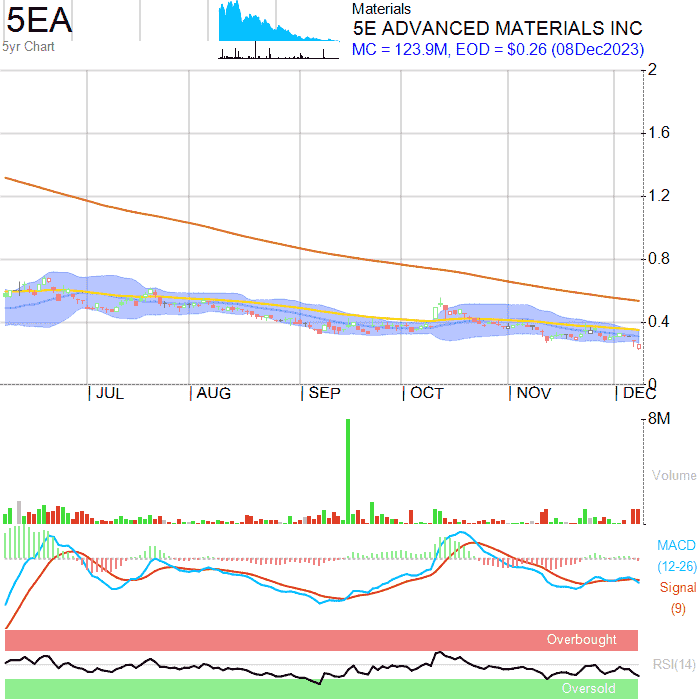 5EA
5yr Chart
Materials
5E ADVANCED MATERIALS INC
MC = 123.9M, EOD = $0.26 (08Dec2023)
2
1.6
1.2
0.8
0.4
0
JUL
AUG
SEP
OCT
NOV
DEC
8M
Volume
MACD
(12-26)
Signal
(9)
Overbought
RSI(14)
Oversold